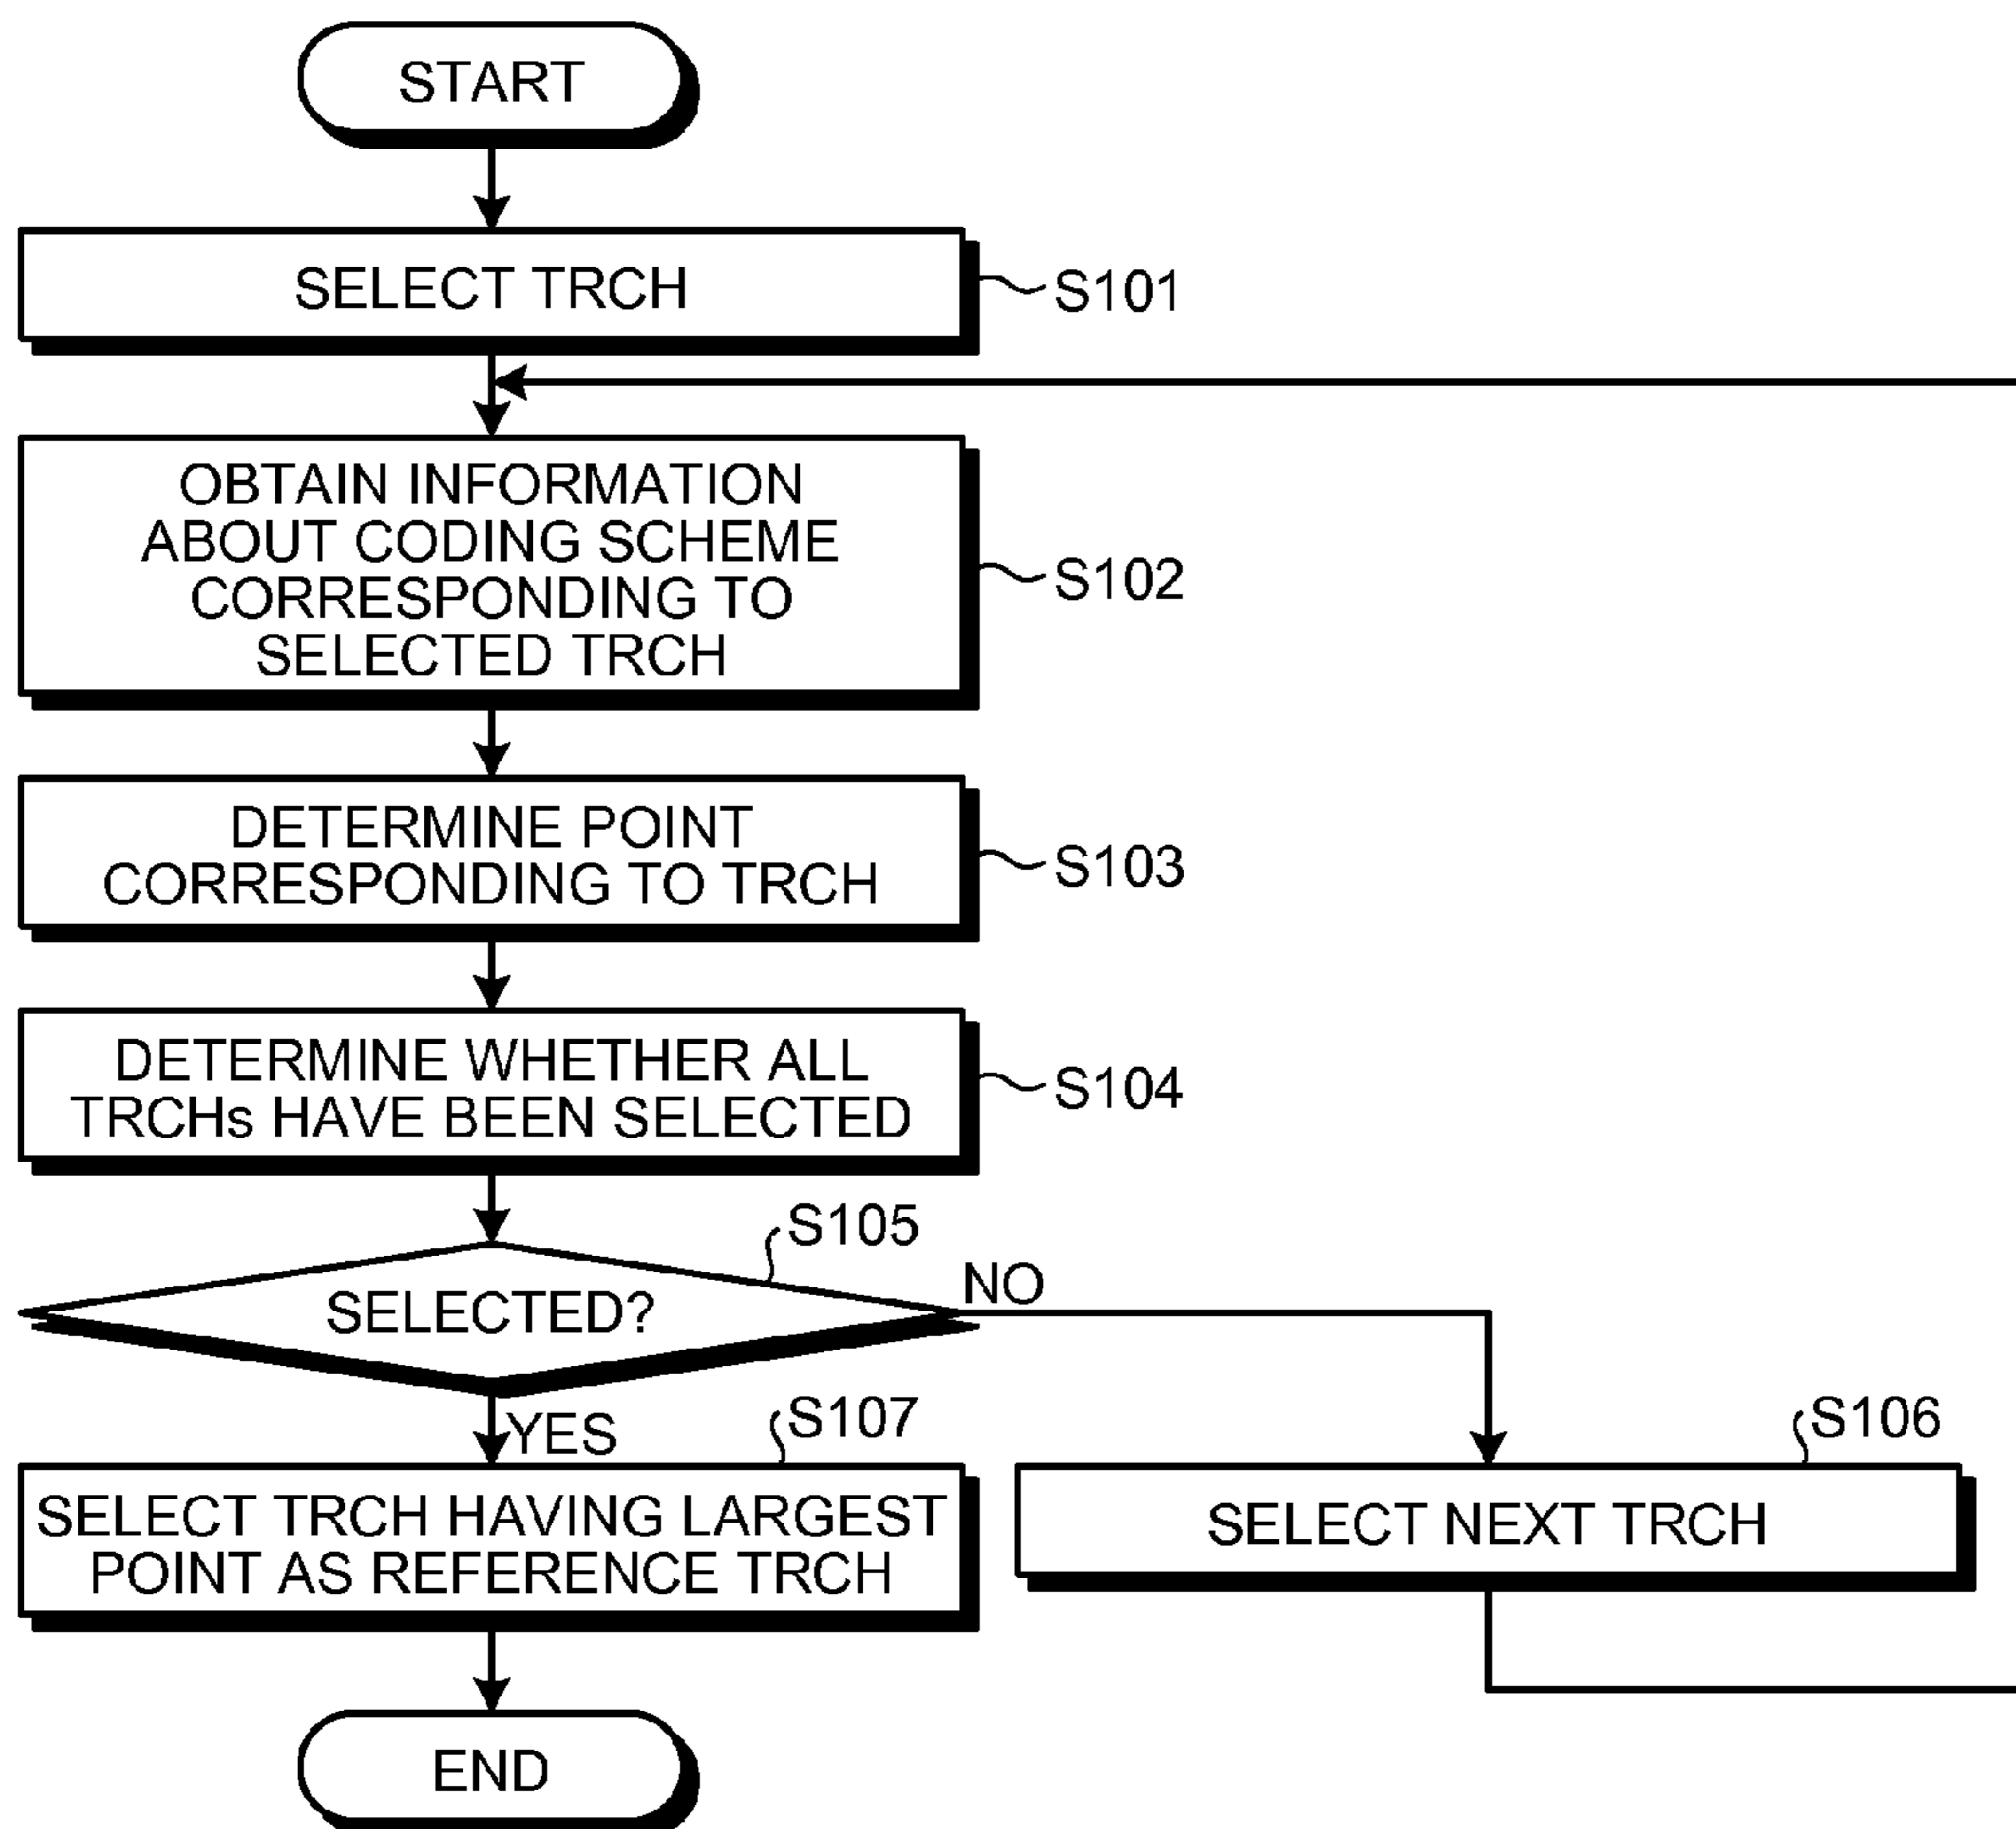 START
SELECT TRCH
S101
OBTAIN INFORMATION
ABOUT CODING SCHEME
CORRESPONDING TO
SELECTED TRCH
S102
DETERMINE POINT
CORRESPONDING TO TRCH
S103
DETERMINE WHETHER ALL
TRCHs HAVE BEEN SELECTED
S104
S105
SELECTED?
NO
YES
S107
SELECT TRCH HAVING LARGEST
POINT AS REFERENCE TRCH
S106
SELECT NEXT TRCH
END